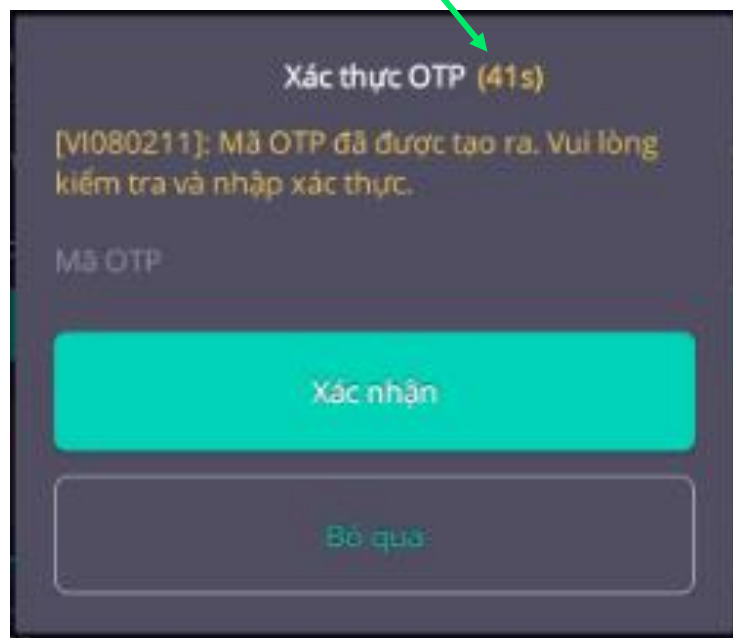 Xác thực OTP (41s)
[VI080211]: Mã OTP đã được tạo ra. Vui lòng
kiểm tra và nhập xác thực.
Mã OTP
Xác nhận
Bỏ qua